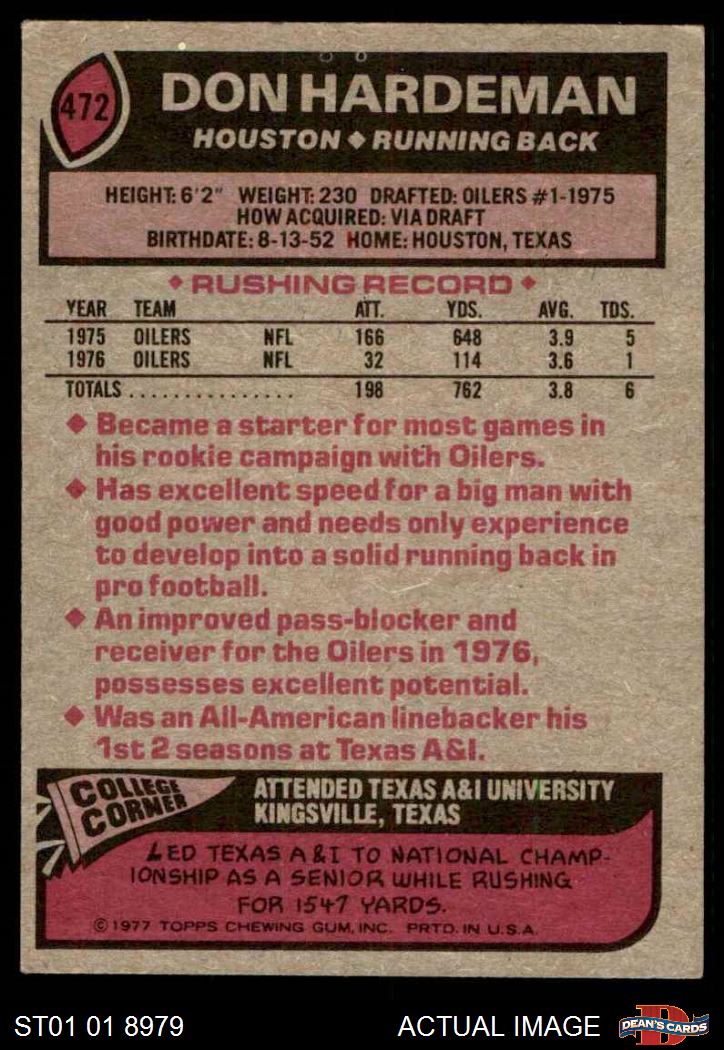 472
DON HARDEMAN
HOUSTON ◆ RUNNING BACK
HEIGHT: 6'2" WEIGHT: 230 DRAFTED: OILERS #1-1975
HOW ACQUIRED: VIA DRAFT
BIRTHDATE: 8-13-52 HOME: HOUSTON, TEXAS
◆ RUSHING RECORD ◆
YEAR TEAM ATT. YDS. AVG. TDS.
1975 OILERS NFL 166 648 3.9 5
1976 OILERS NFL 32 114 3.6 1
TOTALS ............... 198 762 3.8 6
◆ Became a starter for most games in
his rookie campaign with Oilers.
◆ Has excellent speed for a big man with
good power and needs only experience
to develop into a solid running back in
pro football.
◆ An improved pass-blocker and
receiver for the Oilers in 1976,
possesses excellent potential.
◆ Was an All-American linebacker his
1st 2 seasons at Texas A&I.
COLLEGE
CORNER
ATTENDED TEXAS A&I UNIVERSITY
KINGSVILLE, TEXAS
LED TEXAS A & I TO NATIONAL CHAMP-
IONSHIP AS A SENIOR WHILE RUSHING
FOR 1547 YARDS.
© 1977 TOPPS CHEWING GUM, INC. PRTD. IN U.S.A.
ST01 01 8979
ACTUAL IMAGE
D
DEAN'S CARDS